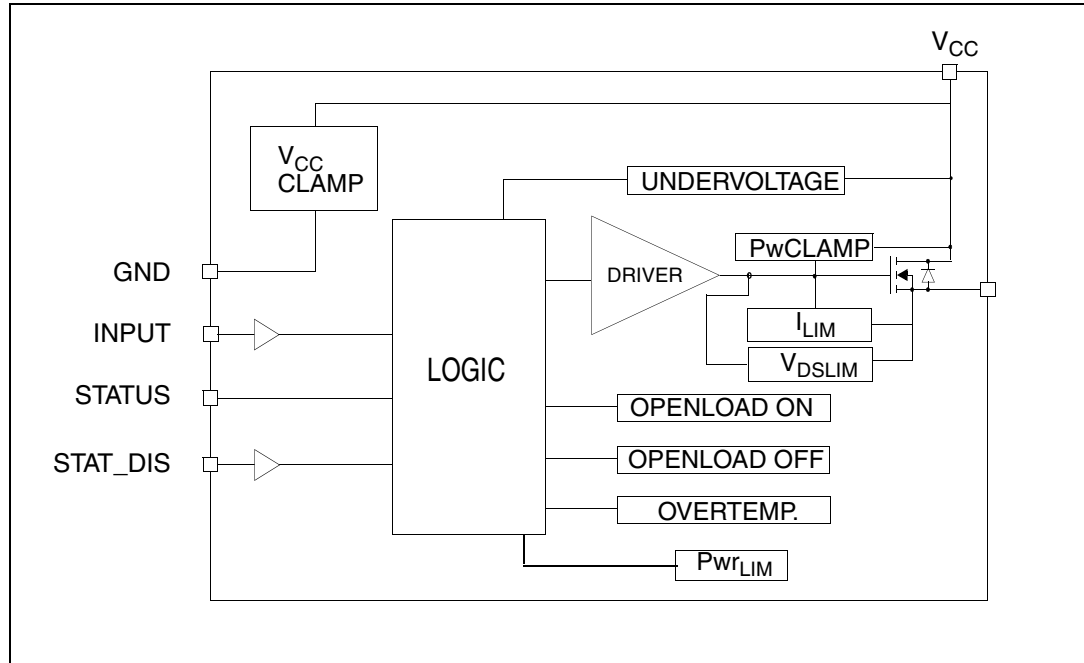 VCC
VCC
CLAMP
UNDERVOLTAGE
PwCLAMP
GND
DRIVER
INPUT
ILIM
LOGIC
VDSLIM
STATUS
OPENLOAD ON
STAT_DIS
OPENLOAD OFF
OVERTEMP.
PwrLIM